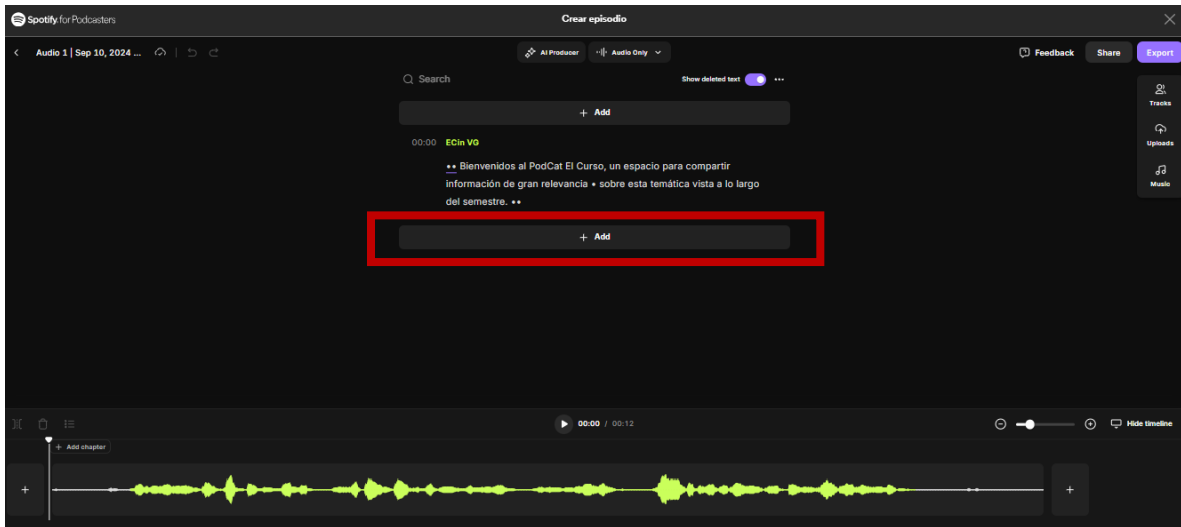 Spotify for Podcasters
Crear episodio
Audio 1 | Sep 10, 2024 ...
AI Producer
Audio Only
Feedback
Share
Export
Search
Show deleted text
Tracks
Uploads
Music
+ Add
00:00 ECin VG
•• Bienvenidos al PodCat El Curso, un espacio para compartir
información de gran relevancia • sobre esta temática vista a lo largo
del semestre. ••
+ Add
00:00 / 00:12
Hide timeline
+ Add chapter